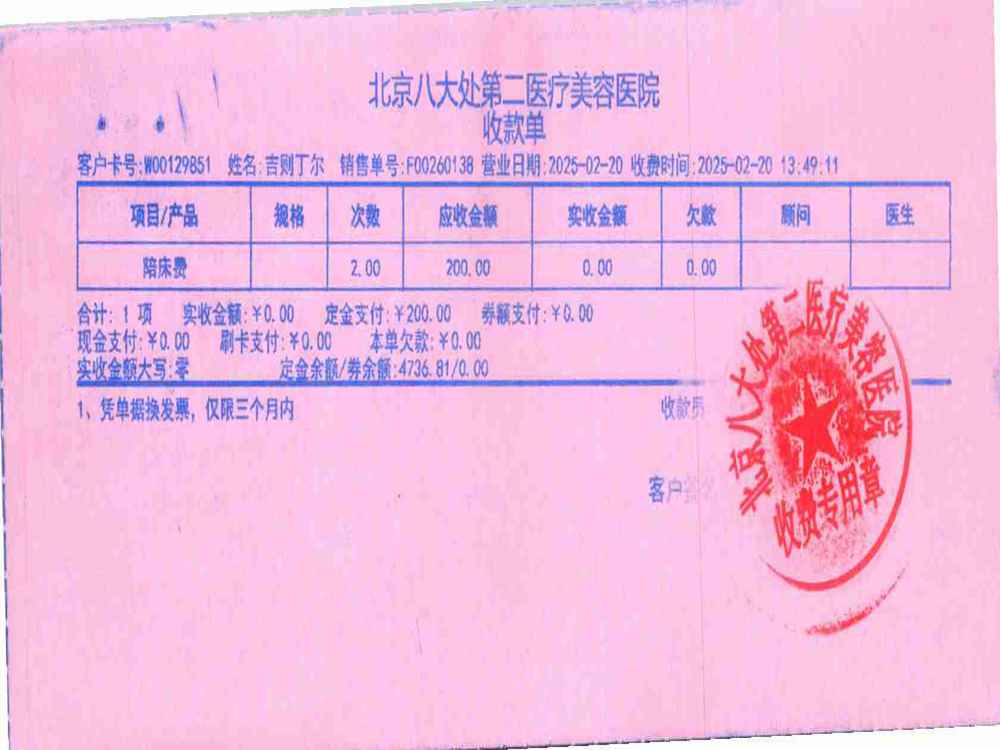 北京八大处第二医疗美容医院
收款单
客户卡号:W00129851 姓名:吉则丁尔 销售单号:F00260138 营业日期:2025-02-20 收费时间:2025-02-20 13:49:11
项目/产品 规格 次数 应收金额 实收金额 欠款 顾问 医生
陪床费 2.00 200.00 0.00 0.00
合计: 1 项 实收金额:¥0.00 定金支付:¥200.00 券额支付:¥0.00
现金支付:¥0.00 刷卡支付:¥0.00 本单欠款:¥0.00
实收金额大写:零 定金余额/券余额:4736.81/0.00
1、凭单据换发票，仅限三个月内 收款员
客户签名
北京八大处第二医疗美容医院
收费专用章